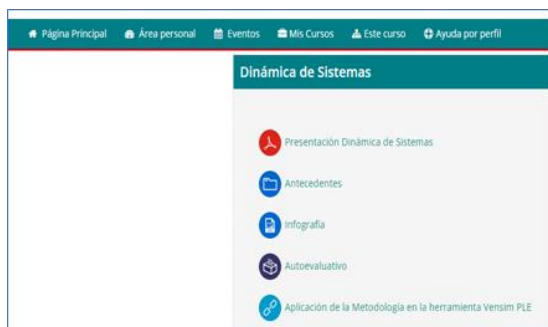 Página Principal Área personal Eventos Mis Cursos Este curso Ayuda por perfil
Dinámica de Sistemas
Presentación Dinámica de Sistemas
Antecedentes
Infografía
Autoevaluativo
Aplicación de la Metodología en la herramienta Vensim PLE